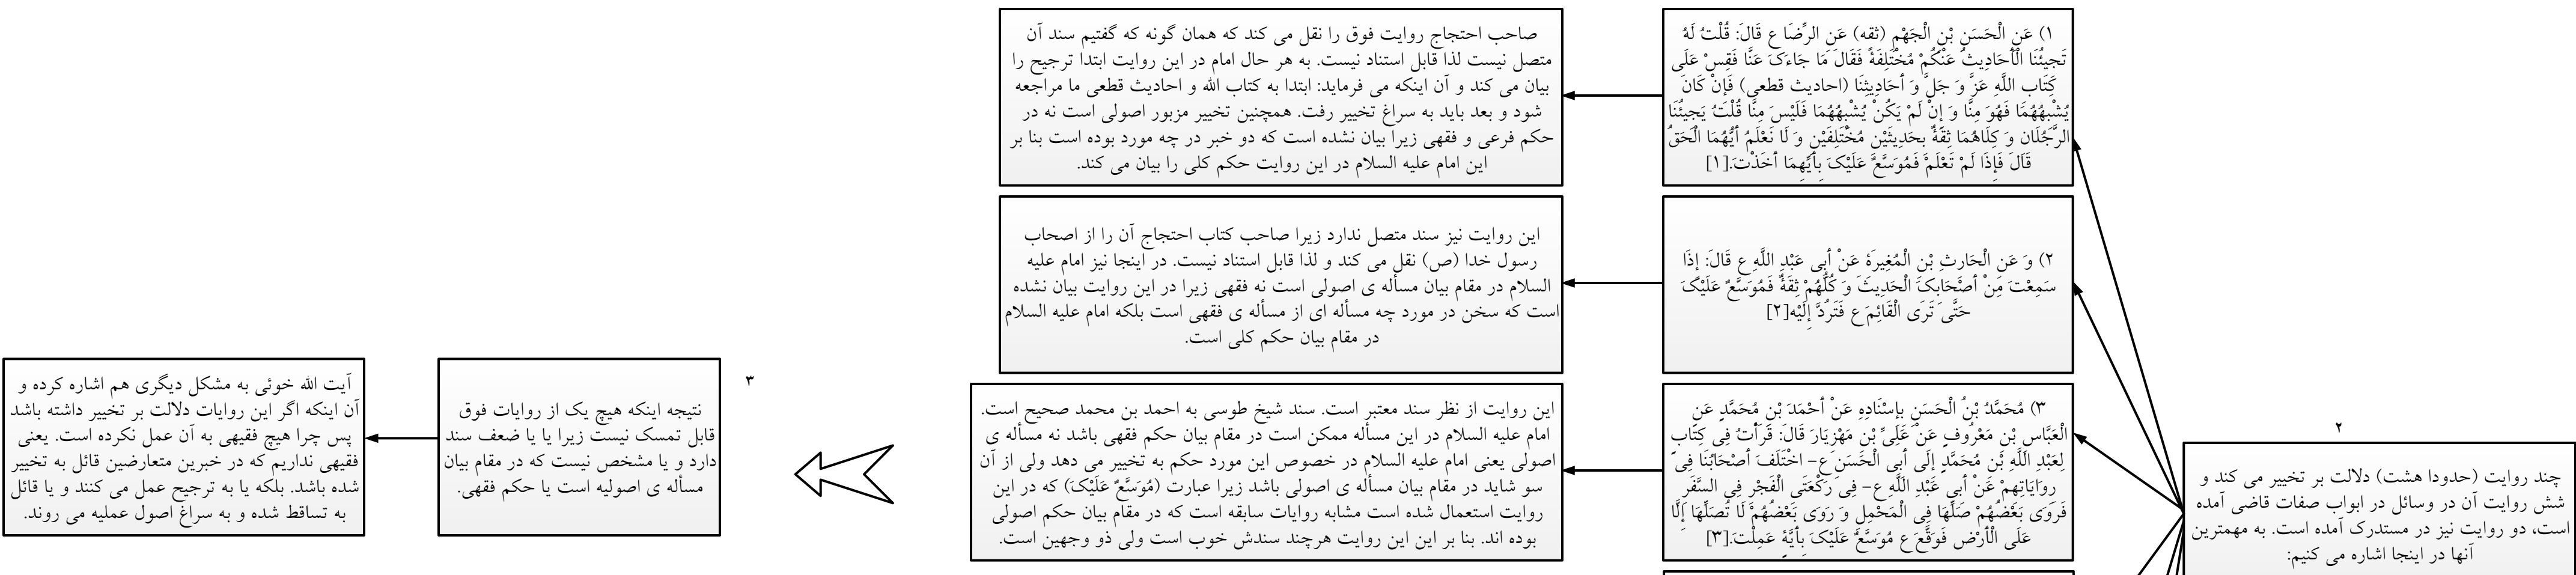 ۲
چند روایت (حدودا هشت) دلالت بر تخییر می کند و
شش روایت آن در وسائل در ابواب صفات قاضی آمده
است، دو روایت نیز در مستدرک آمده است. به مهمترین
آنها در اینجا اشاره می کنیم:
۱) عَنِ الْحَسَنِ بْنِ الْجَهْمِ (ثقه) عَنِ الرِّضَا ع قَالَ: قُلْتُ لَهُ
تَجِيئُنَا الْأَحَادِيثُ عَنْكُمْ مُخْتَلِفَةً فَقَالَ مَا جَاءَکَ عَنَّا فَقِسْ عَلَى
كِتَابِ اللَّهِ عَزَّ وَ جَلَّ وَ أَحَادِيثِنَا (احادیث قطعی) فَإِنْ كَانَ
يُشْبِهُهُمَا فَهُوَ مِنَّا وَ إِنْ لَمْ يَكُنْ يُشْبِهُهُمَا فَلَيْسَ مِنَّا قُلْتُ يَجِيئُنَا
الرَّجُلَانِ وَ كِلَاهُمَا ثِقَةٌ بِحَدِيثَيْنِ مُخْتَلِفَيْنِ وَ لَا نَعْلَمُ أَيُّهُمَا الْحَقُّ
قَالَ فَإِذَا لَمْ تَعْلَمْ فَمُوَسَّعٌ عَلَيْکَ بِأَيِّهِمَا أَخَذْتَ.[۱]
صاحب احتجاج روایت فوق را نقل می کند که همان گونه که گفتیم سند آن
متصل نیست لذا قابل استناد نیست. به هر حال امام در این روایت ابتدا ترجیح را
بیان می کند و آن اینکه می فرماید: ابتدا به کتاب الله و احادیث قطعی ما مراجعه
شود و بعد باید به سراغ تخییر رفت. همچنین تخییر مزبور اصولی است نه در
حکم فرعی و فقهی زیرا بیان نشده است که دو خبر در چه مورد بوده است بنا بر
این امام علیه السلام در این روایت حکم کلی را بیان می کند.
۲) وَ عَنِ الْحَارِثِ بْنِ الْمُغِيرَةِ عَنْ أَبِي عَبْدِ اللَّهِ ع قَالَ: إِذَا
سَمِعْتَ مِنْ أَصْحَابِکَ الْحَدِيثَ وَ كُلُّهُمْ ثِقَةٌ فَمُوَسَّعٌ عَلَيْکَ
حَتَّى تَرَى الْقَائِمَ ع فَتَرُدَّ إِلَيْهِ[۲]
این روایت نیز سند متصل ندارد زیرا صاحب کتاب احتجاج آن را از اصحاب
رسول خدا (ص) نقل می کند و لذا قابل استناد نیست. در اینجا نیز امام علیه
السلام در مقام بیان مسأله ی اصولی است نه فقهی زیرا در این روایت بیان نشده
است که سخن در مورد چه مسأله ای از مسأله ی فقهی است بلکه امام علیه السلام
در مقام بیان حکم کلی است.
۳) مُحَمَّدُ بْنُ الْحَسَنِ بِإِسْنَادِهِ عَنْ أَحْمَدَ بْنِ مُحَمَّدٍ عَنِ
الْعَبَّاسِ بْنِ مَعْرُوفٍ عَنْ عَلِيِّ بْنِ مَهْزِيَارَ قَالَ: قَرَأْتُ فِي كِتَابٍ
لِعَبْدِ اللَّهِ بْنِ مُحَمَّدٍ إِلَى أَبِي الْحَسَنِ ع- اخْتَلَفَ أَصْحَابُنَا فِي
رِوَايَاتِهِمْ عَنْ أَبِي عَبْدِ اللَّهِ ع- فِي رَكْعَتَيِ الْفَجْرِ فِي السَّفَرِ
فَرَوَى بَعْضُهُمْ صَلِّهَا فِي الْمَحْمِلِ وَ رَوَى بَعْضُهُمْ لَا تُصَلِّهَا إِلَّا
عَلَى الْأَرْضِ فَوَقَّعَ ع مُوَسَّعٌ عَلَيْکَ بِأَيَّةٍ عَمِلْتَ.[۳]
این روایت از نظر سند معتبر است. سند شیخ طوسی به احمد بن محمد صحیح است.
امام علیه السلام در این مسأله ممکن است در مقام بیان حکم فقهی باشد نه مسأله ی
اصولی یعنی امام علیه السلام در خصوص این مورد حکم به تخییر می دهد ولی از آن
سو شاید در مقام بیان مسأله ی اصولی باشد زیرا عبارت (مُوَسَّعٌ عَلَيْکَ) که در این
روایت استعمال شده است مشابه روایات سابقه است که در مقام بیان حکم اصولی
بوده اند. بنا بر این این روایت هرچند سندش خوب است ولی ذو وجهین است.
۳
نتیجه اینکه هیچ یک از روایات فوق
قابل تمسک نیست زیرا یا یا ضعف سند
دارد و یا مشخص نیست که در مقام بیان
مسأله ی اصولیه است یا حکم فقهی.
آیت الله خوئی به مشکل دیگری هم اشاره کرده و
آن اینکه اگر این روایات دلالت بر تخییر داشته باشد
پس چرا هیچ فقیهی به آن عمل نکرده است. یعنی
فقیهی نداریم که در خبرین متعارضین قائل به تخییر
شده باشد. بلکه یا به ترجیح عمل می کنند و یا قائل
به تساقط شده و به سراغ اصول عملیه می روند.